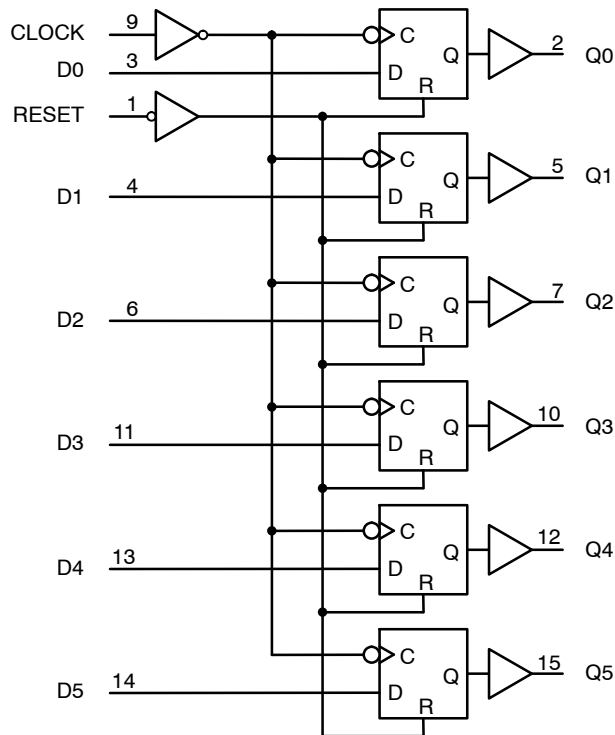 CLOCK 9 C Q 2 Q0
D0 3 D
R
RESET 1
C Q 5 Q1
D1 4 D
R
C Q 7 Q2
D2 6 D
R
C Q 10 Q3
D3 11 D
R
C Q 12 Q4
D4 13 D
R
C Q 15 Q5
D5 14 D
R